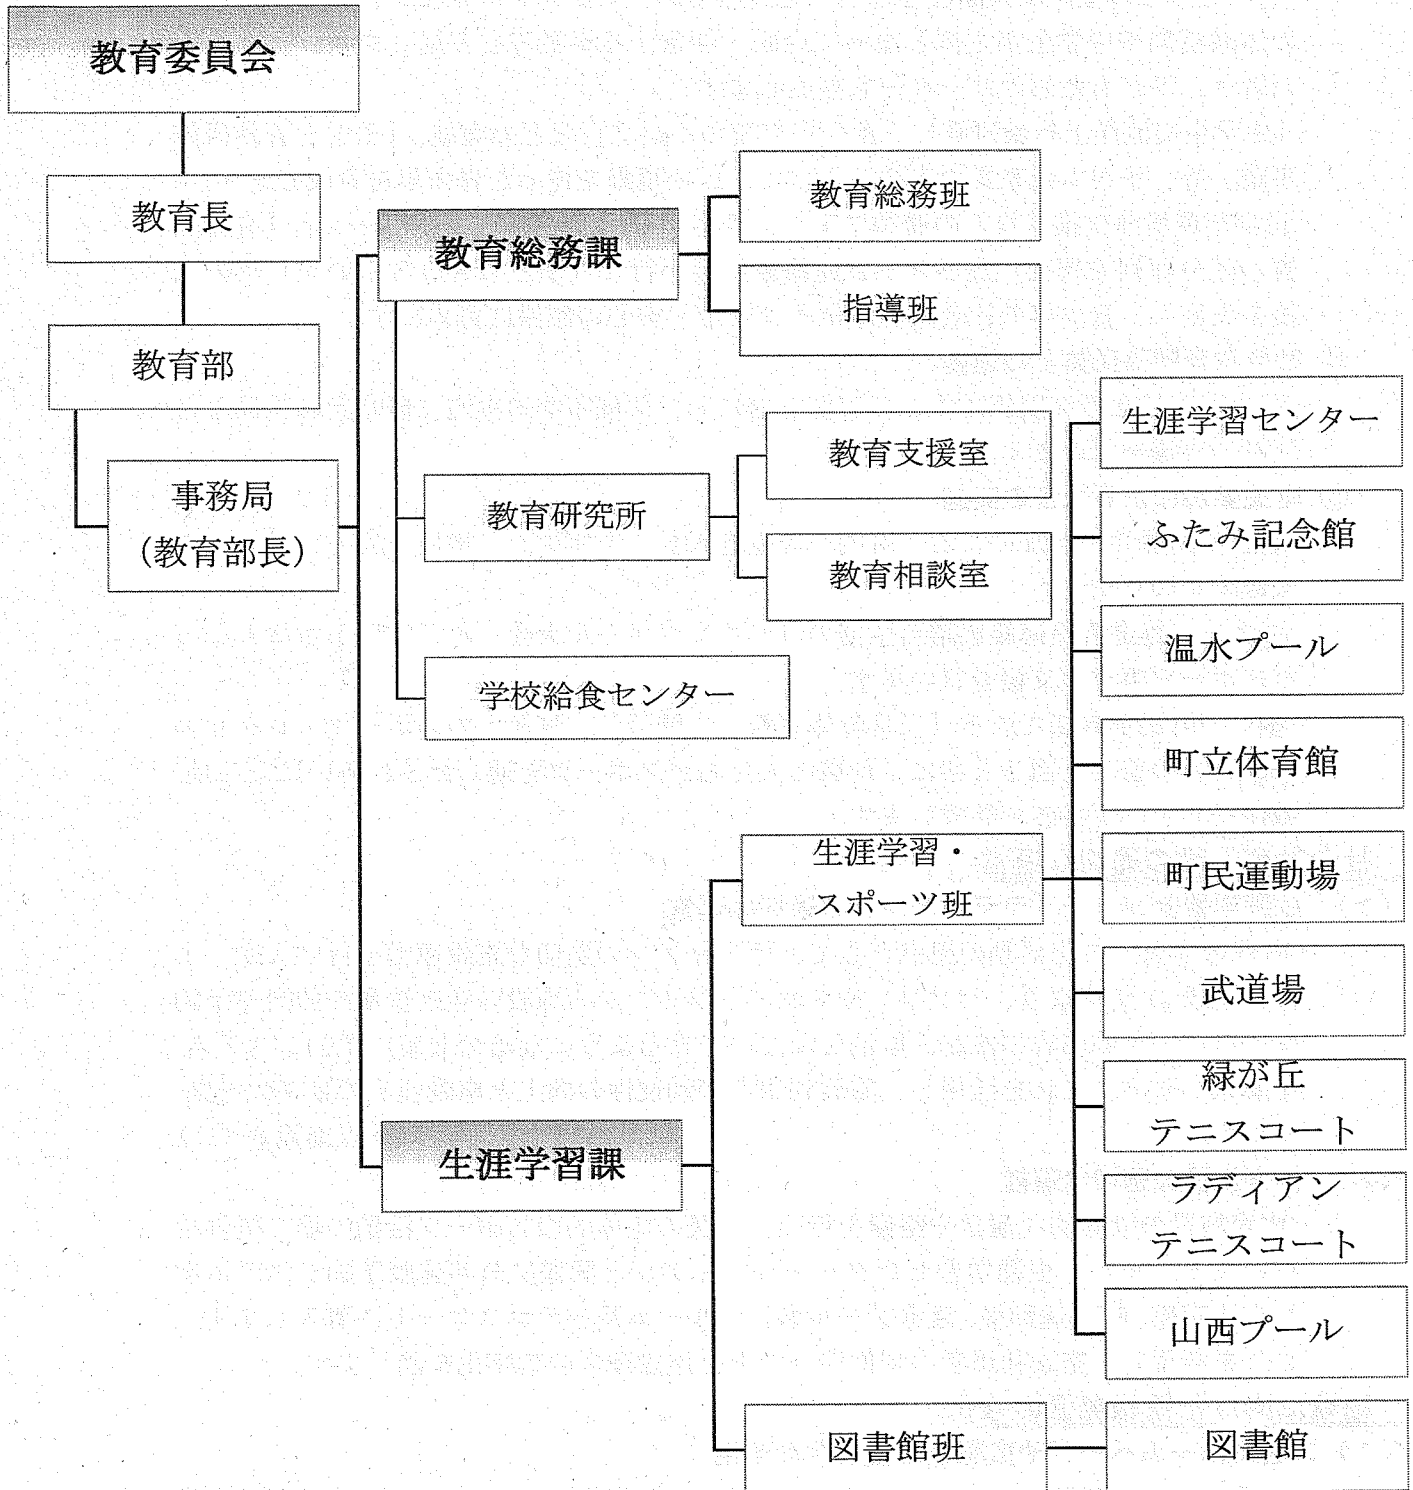 教育委員会
教育長
教育部
事務局
（教育部長）
教育総務課
教育総務班
指導班
教育研究所
教育支援室
教育相談室
学校給食センター
生涯学習課
生涯学習・
スポーツ班
生涯学習センター
ふたみ記念館
温水プール
町立体育館
町民運動場
武道場
緑が丘
テニスコート
ラディアン
テニスコート
山西プール
図書館班
図書館